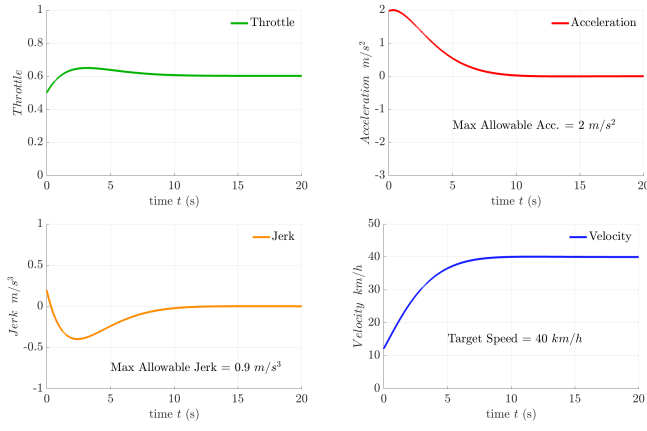 1
0.8
0.6
0.4
0.2
0
Throttle
Throttle
0 5 10 15 20
time t (s)
2
1
0
-1
-2
-3
Acceleration m/s²
Acceleration
Max Allowable Acc. = 2 m/s²
0 5 10 15 20
time t (s)
1
0.5
0
-0.5
-1
Jerk m/s³
Jerk
Max Allowable Jerk = 0.9 m/s³
0 5 10 15 20
time t (s)
50
40
30
20
10
0
Velocity km/h
Velocity
Target Speed = 40 km/h
0 5 10 15 20
time t (s)